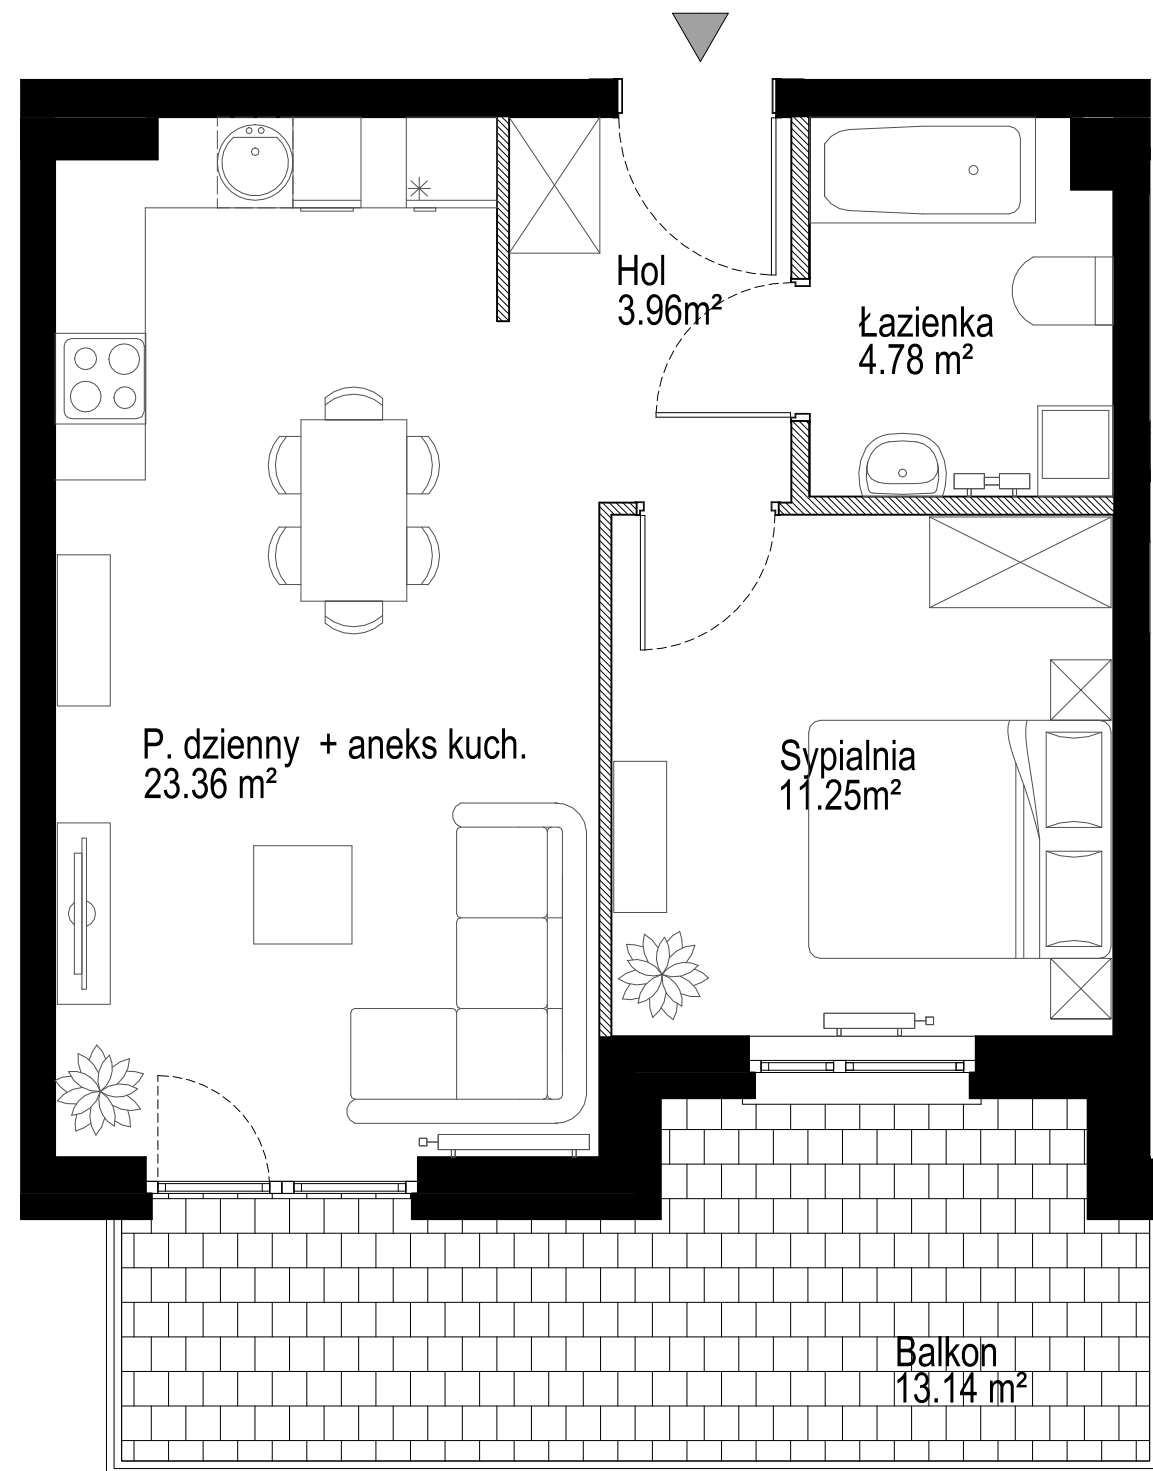 Hol
3.96m²
Łazienka
4.78 m²
P. dzienny + aneks kuch.
23.36 m²
Sypialnia
11.25m²
Balkon
13.14 m²